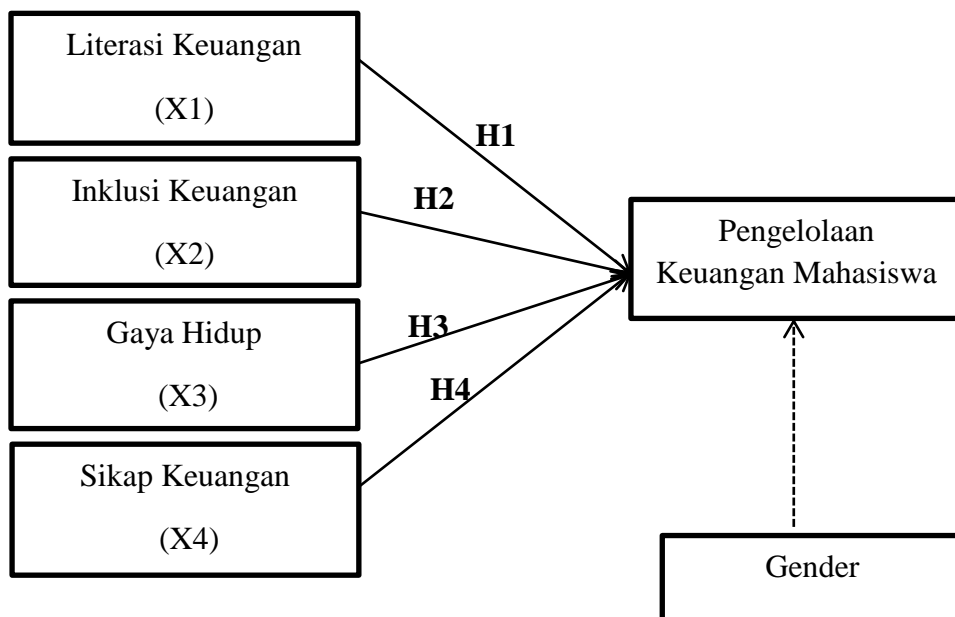 Literasi Keuangan
(X1)
H1
Inklusi Keuangan
(X2)
H2
Pengelolaan
Keuangan Mahasiswa
Gaya Hidup
(X3)
H3
H4
Sikap Keuangan
(X4)
Gender